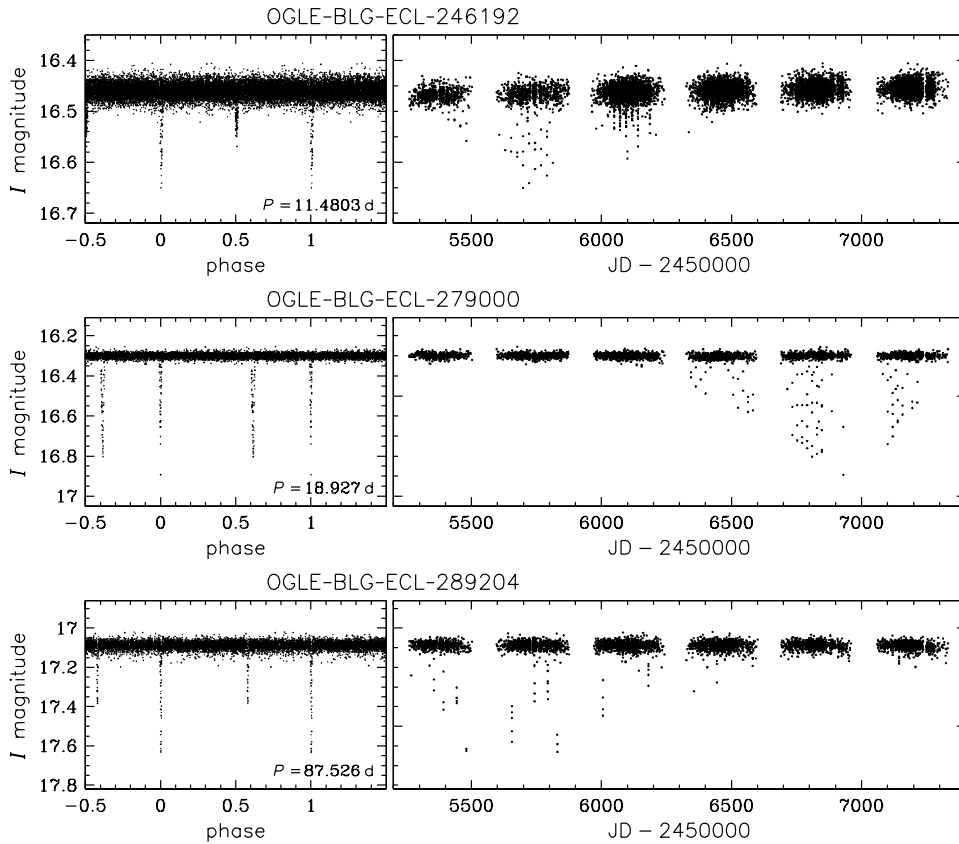 OGLE-BLG-ECL-246192
I magnitude
16.4
16.5
16.6
16.7
P = 11.4803 d
-0.5 0 0.5 1
phase
5500 6000 6500 7000
JD - 2450000
OGLE-BLG-ECL-279000
I magnitude
16.2
16.4
16.6
16.8
17
P = 18.927 d
-0.5 0 0.5 1
phase
5500 6000 6500 7000
JD - 2450000
OGLE-BLG-ECL-289204
I magnitude
17
17.2
17.4
17.6
17.8
P = 87.526 d
-0.5 0 0.5 1
phase
5500 6000 6500 7000
JD - 2450000